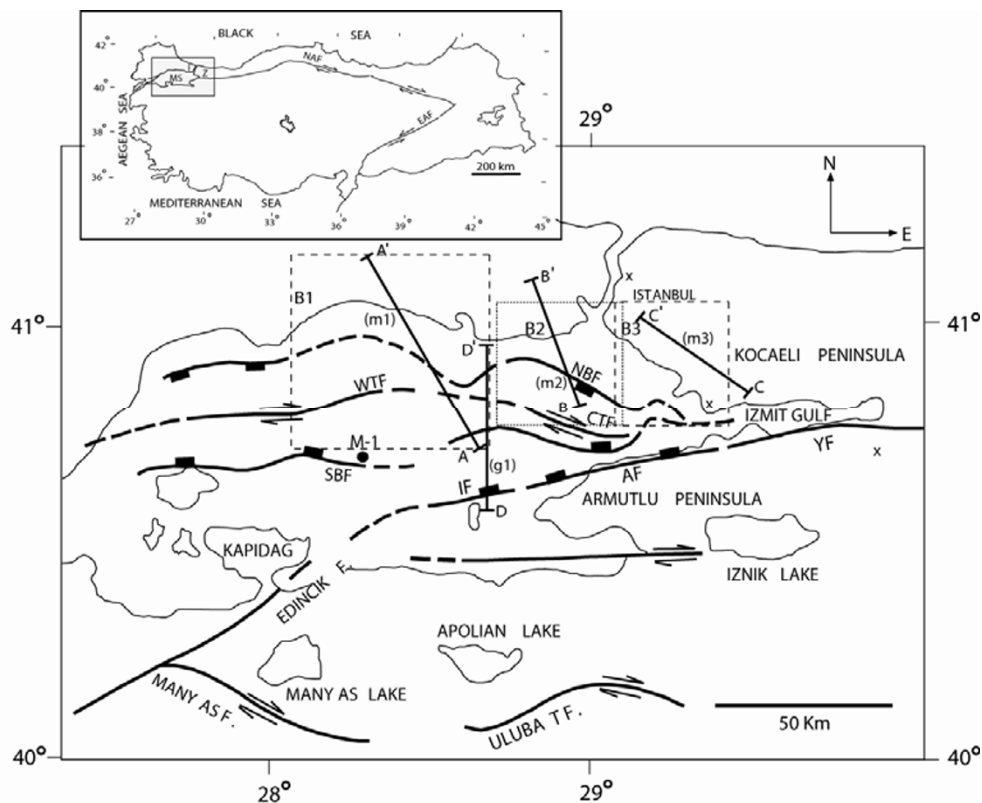 BLACK SEA
42°
40°
38°
36°
NAF
MS
Z
EAF
AEGEAN SEA
200 km
MEDITERRANEAN SEA
27°
30°
33°
36°
39°
42°
45°
29°
N
E
A'
B'
B1
x
ISTANBUL
41°
(m1)
B2
B3
C'
(m3)
41°
D'
KOCAELI PENINSULA
NBF
WTF
(m2)
C
B
CTF
x
IZMIT GULF
M-1
A
SBF
(g1)
YF
x
IF
AF
D
ARMUTLU PENINSULA
KAPIDAG
EDINCIK F.
IZNIK LAKE
APOLIAN LAKE
MANY AS LAKE
MANY AS F.
ULUBA T F.
50 Km
40°
40°
28°
29°